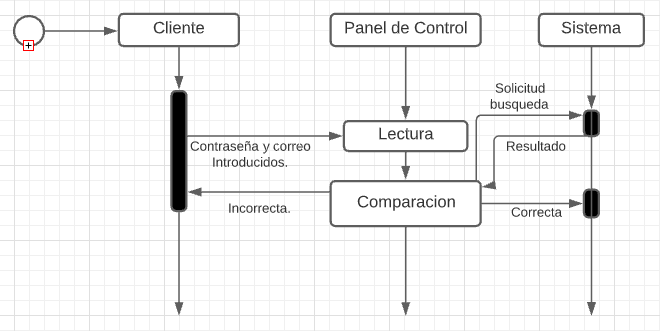 Cliente
Panel de Control
Sistema
Solicitud
busqueda
Lectura
Contraseña y correo
Introducidos.
Resultado
Comparacion
Incorrecta.
Correcta